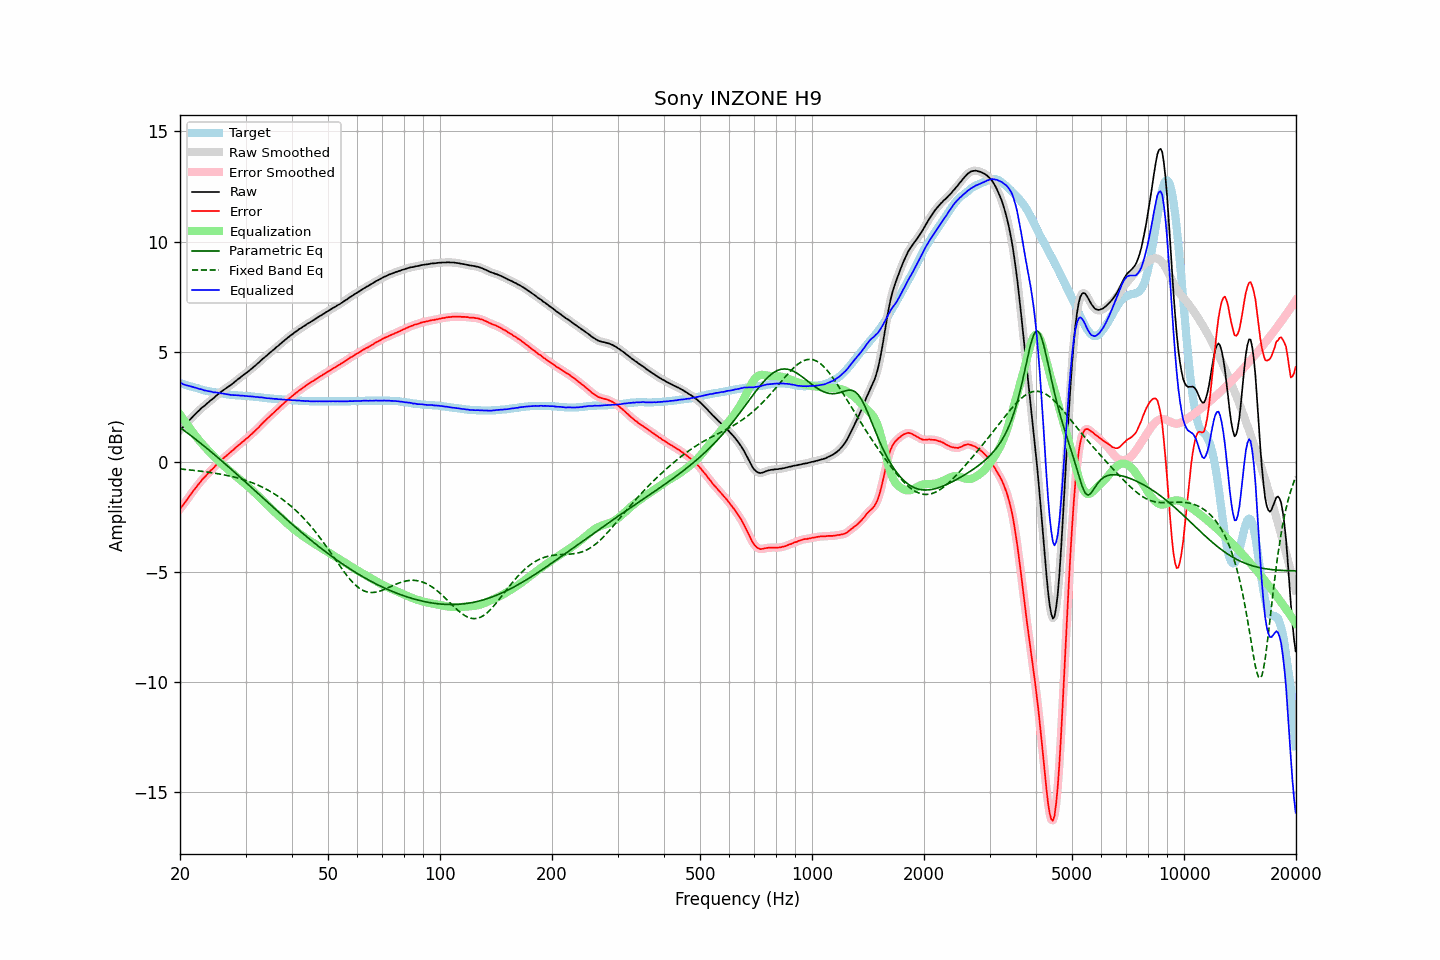 Sony INZONE H9
Target
Raw Smoothed
Error Smoothed
Raw
Error
Equalization
Parametric Eq
Fixed Band Eq
Equalized
Amplitude (dBr)
15
10
5
0
−5
−10
−15
20
50
100
200
500
1000
2000
5000
10000
20000
Frequency (Hz)